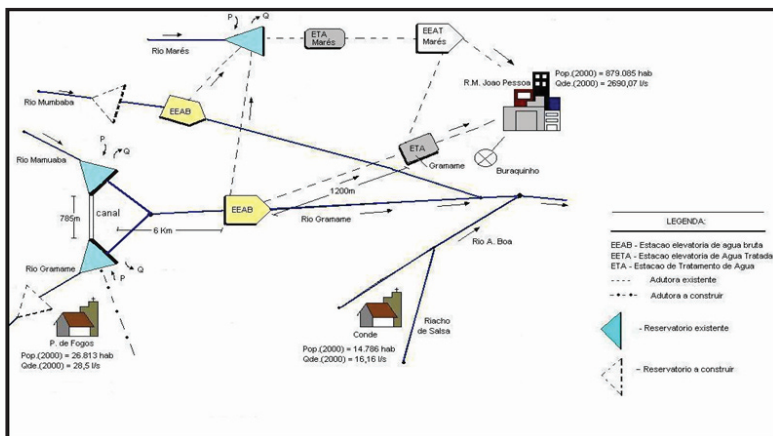 P
Q
Rio Marés
ETA
Marés
EEAT
Marés
R.M. Joao Pessoa
Pop.(2000) = 879.085 hab
Qde.(2000) = 2690,07 l/s
Rio Mumbaba
EEAB
Rio Mamuaba
P
Q
ETA
Gramame
Buraquinho
1200m
785m
canal
EEAB
6 Km
Rio Gramame
Rio A. Boa
Rio Gramame
Q
P
P. de Fogos
Pop.(2000) = 26.813 hab
Qde.(2000) = 28,5 l/s
Conde
Pop.(2000) = 14.786 hab
Qde.(2000) = 16,16 l/s
Riacho
de Salsa
LEGENDA:
EEAB - Estacao elevatoria de agua bruta
EETA - Estacao elevatoria de Agua Tratada
ETA - Estacao de Tratamento de Agua
Adutora existente
Adutora a construir
- Reservatorio existente
- Reservatorio a construir